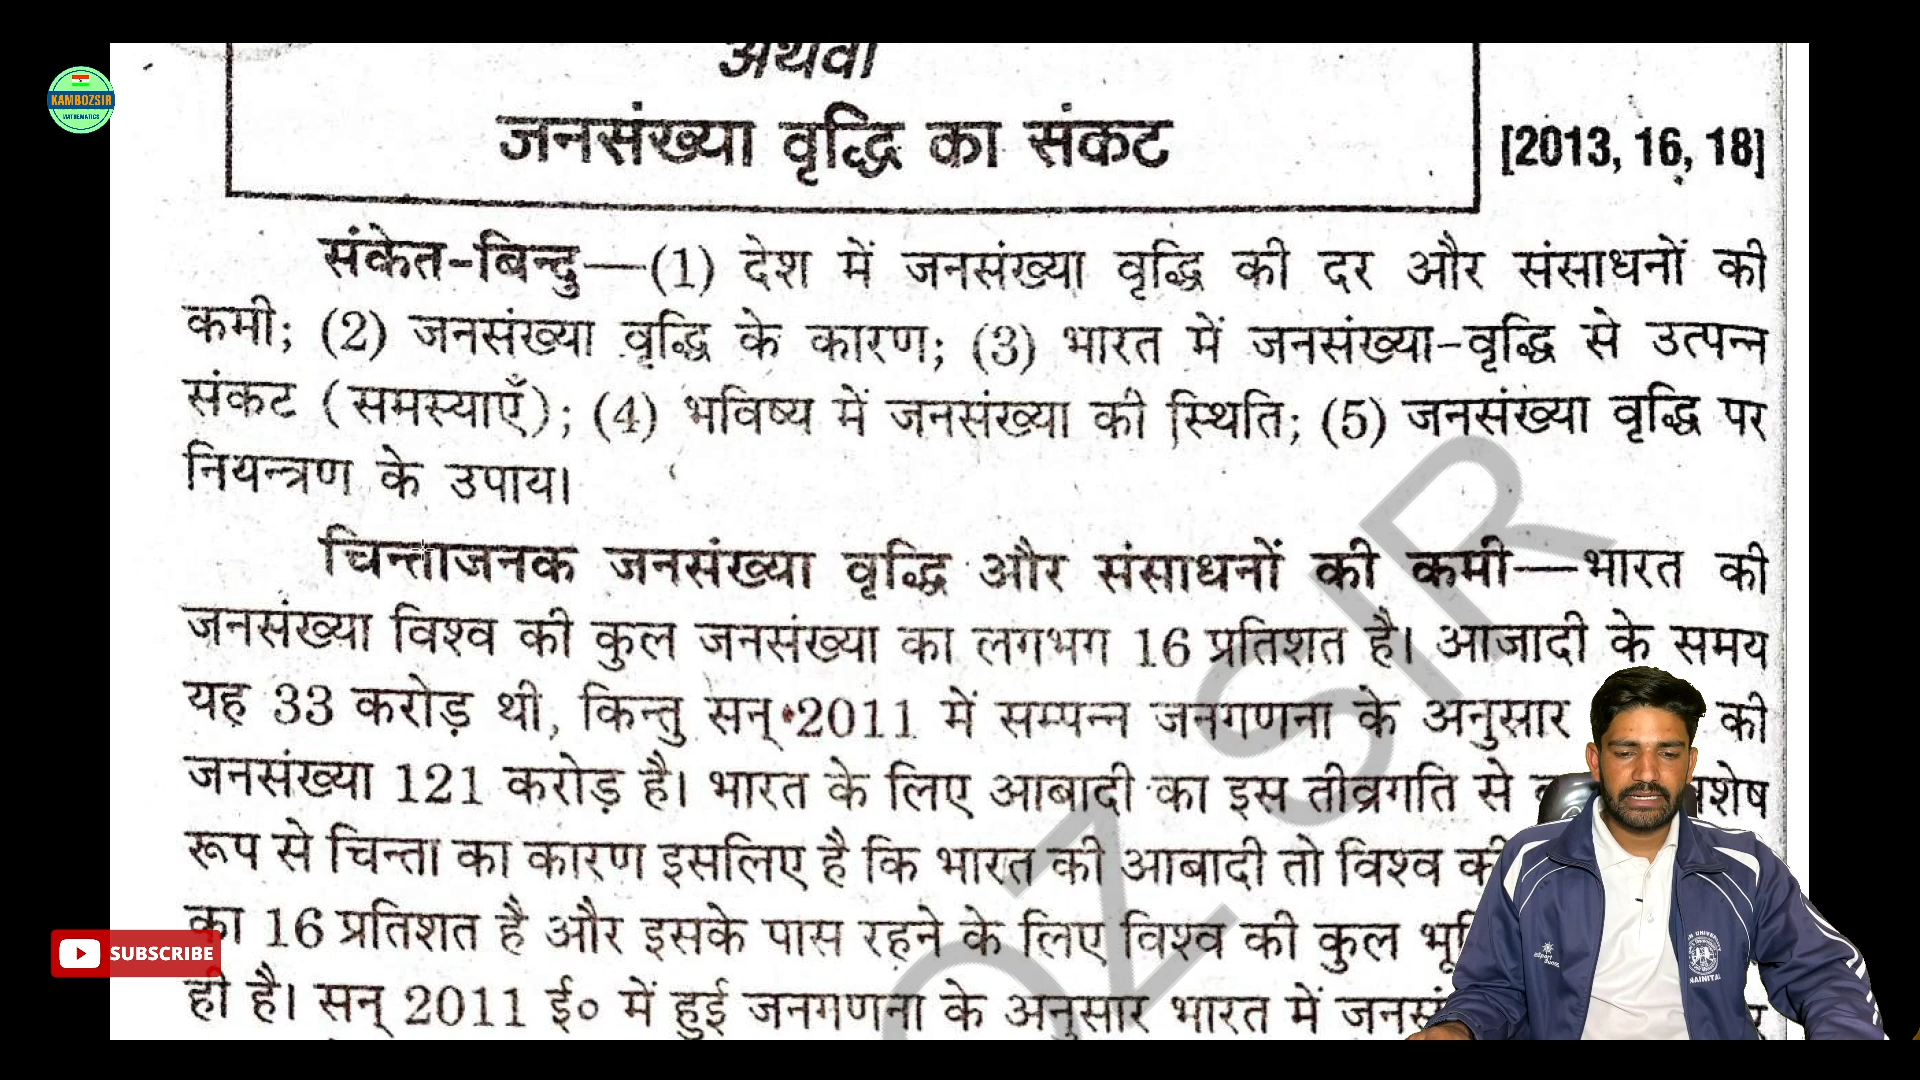 अथवा
जनसंख्या वृद्धि का संकट
[2013, 16, 18]
KAMBOZSIR
MATHEMATICS
संकेत-बिन्दु—(1) देश में जनसंख्या वृद्धि की दर और संसाधनों की
कमी; (2) जनसंख्या वृद्धि के कारण; (3) भारत में जनसंख्या-वृद्धि से उत्पन्न
संकट (समस्याएँ); (4) भविष्य में जनसंख्या की स्थिति; (5) जनसंख्या वृद्धि पर
नियन्त्रण के उपाय।
चिन्ताजनक जनसंख्या वृद्धि और संसाधनों की कमी—भारत की
जनसंख्या विश्व की कुल जनसंख्या का लगभग 16 प्रतिशत है। आजादी के समय
यह 33 करोड़ थी, किन्तु सन् 2011 में सम्पन्न जनगणना के अनुसार की
जनसंख्या 121 करोड़ है। भारत के लिए आबादी का इस तीव्रगति से
रूप से चिन्ता का कारण इसलिए है कि भारत की आबादी तो विश्व की
का 16 प्रतिशत है और इसके पास रहने के लिए विश्व की कुल
ही है। सन् 2011 ई० में हुई जनगणना के अनुसार भारत में
OZ SIR
SUBSCRIBE
NAINITAL